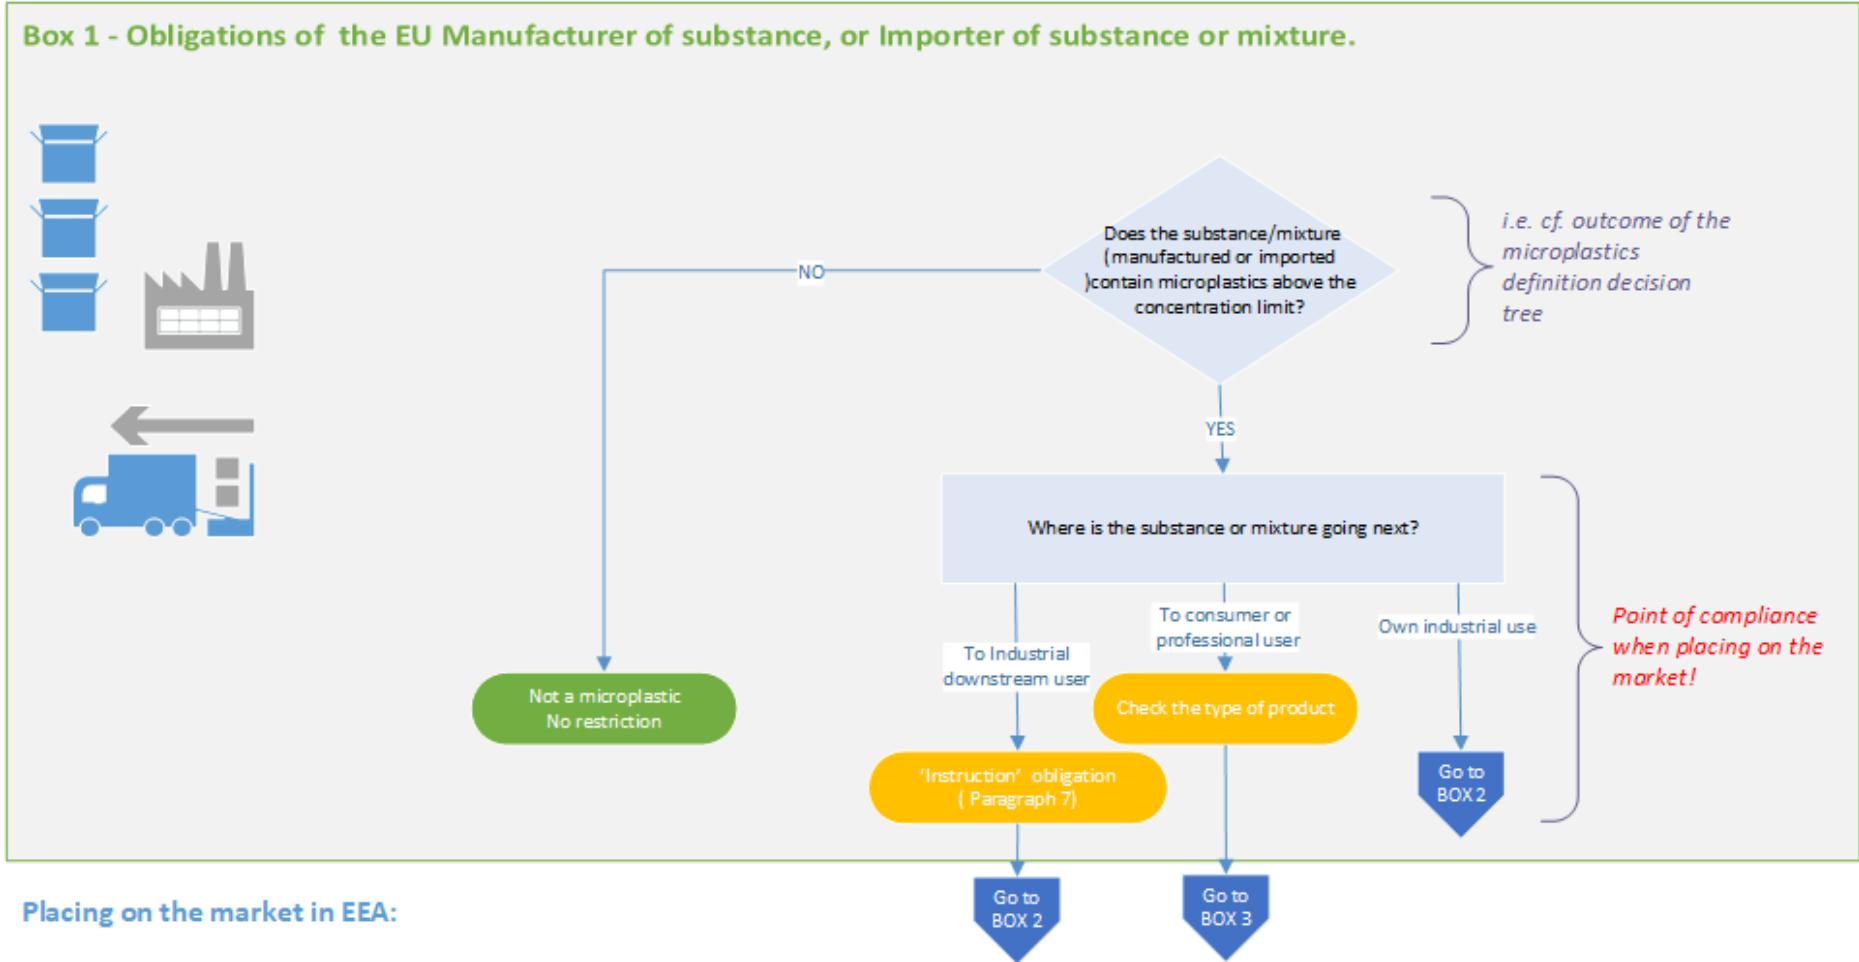 Box 1 - Obligations of the EU Manufacturer of substance, or Importer of substance or mixture.
Does the substance/mixture
(manufactured or imported
)contain microplastics above the
concentration limit?
i.e. cf. outcome of the
microplastics
definition decision
tree
NO
YES
Where is the substance or mixture going next?
To Industrial
downstream user
To consumer or
professional user
Own industrial use
Point of compliance
when placing on the
market!
Not a microplastic
No restriction
Check the type of product
'Instruction' obligation
( Paragraph 7)
Go to
BOX 2
Go to
BOX 2
Go to
BOX 3
Placing on the market in EEA: